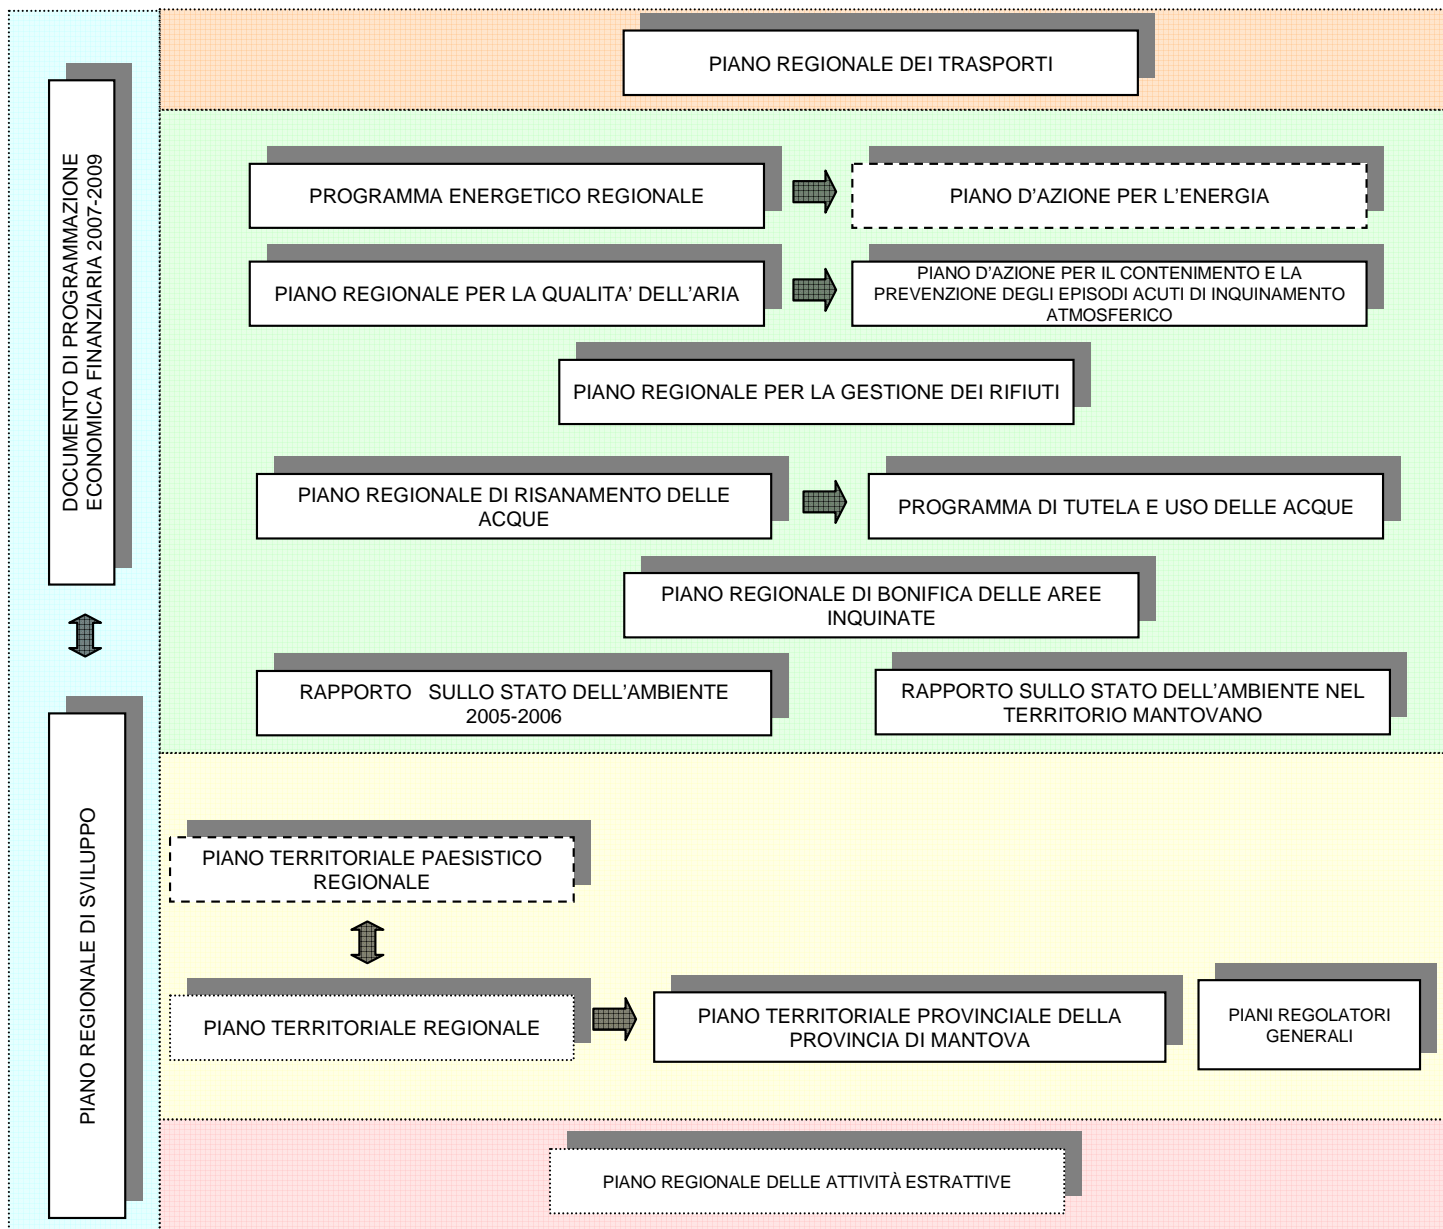 DOCUMENTO DI PROGRAMMAZIONE
ECONOMICA FINANZIARIA 2007-2009
PIANO REGIONALE DI SVILUPPO
PIANO REGIONALE DEI TRASPORTI
PROGRAMMA ENERGETICO REGIONALE
PIANO D'AZIONE PER L'ENERGIA
PIANO REGIONALE PER LA QUALITA' DELL'ARIA
PIANO D'AZIONE PER IL CONTENIMENTO E LA
PREVENZIONE DEGLI EPISODI ACUTI DI INQUINAMENTO
ATMOSFERICO
PIANO REGIONALE PER LA GESTIONE DEI RIFIUTI
PIANO REGIONALE DI RISANAMENTO DELLE
ACQUE
PROGRAMMA DI TUTELA E USO DELLE ACQUE
PIANO REGIONALE DI BONIFICA DELLE AREE
INQUINATE
RAPPORTO SULLO STATO DELL'AMBIENTE
2005-2006
RAPPORTO SULLO STATO DELL'AMBIENTE NEL
TERRITORIO MANTOVANO
PIANO TERRITORIALE PAESISTICO
REGIONALE
PIANO TERRITORIALE REGIONALE
PIANO TERRITORIALE PROVINCIALE DELLA
PROVINCIA DI MANTOVA
PIANI REGOLATORI
GENERALI
PIANO REGIONALE DELLE ATTIVITÀ ESTRATTIVE